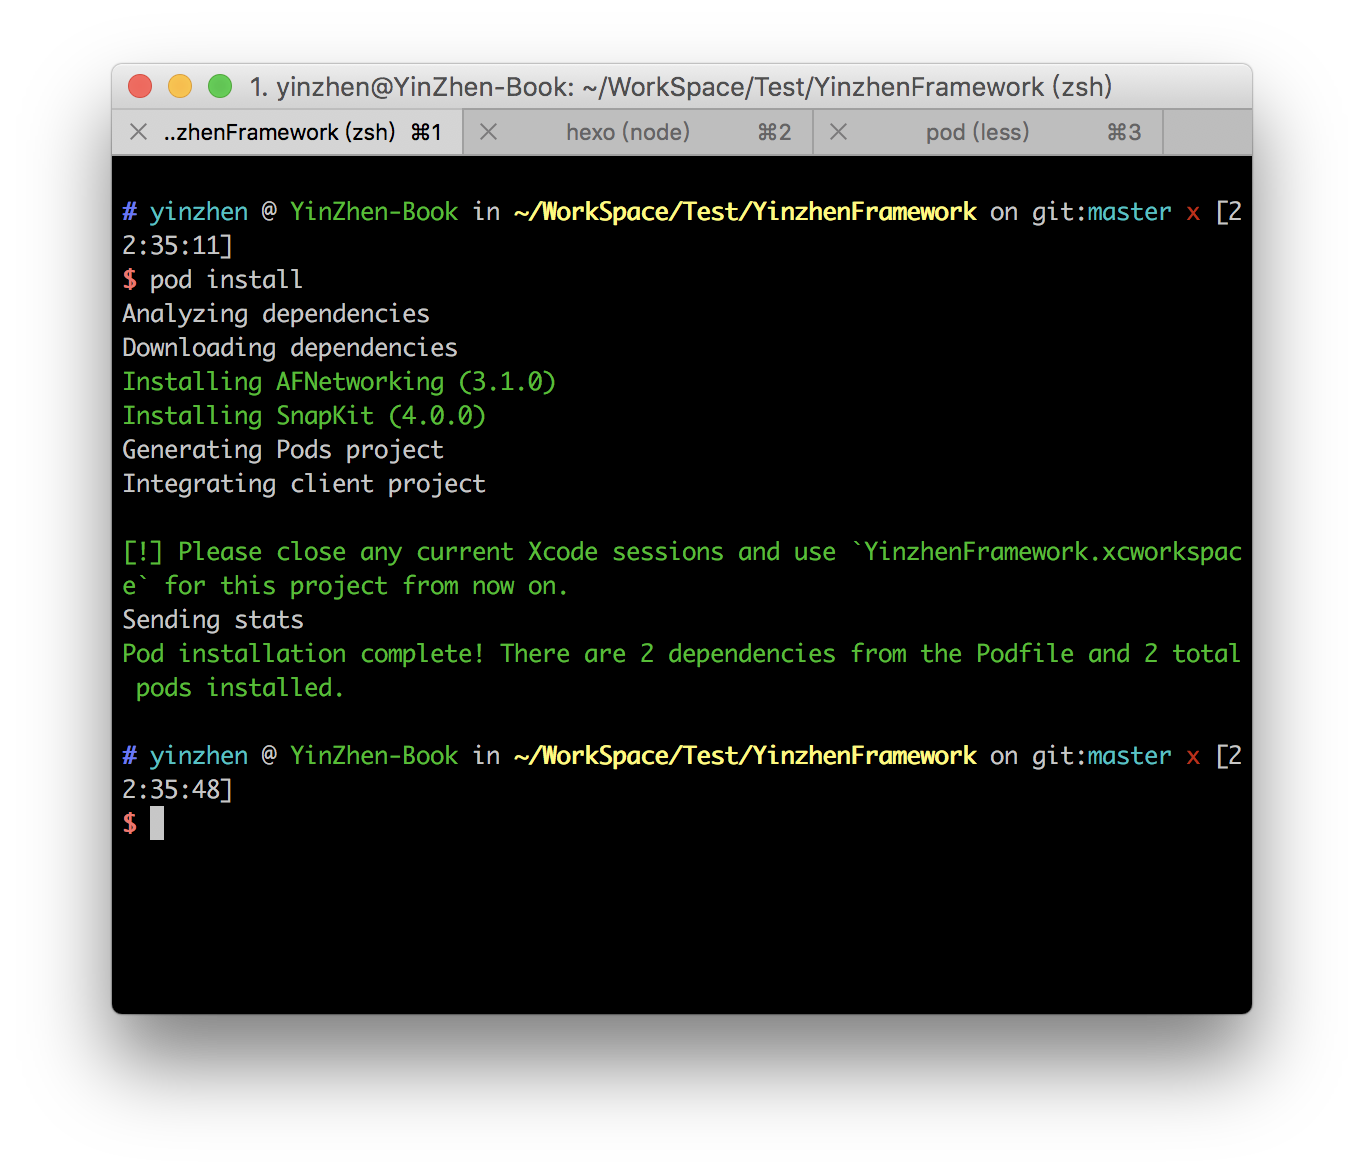 1. yinzhen@YinZhen-Book: ~/WorkSpace/Test/YinzhenFramework (zsh)
..zhenFramework (zsh) ⌘1 hexo (node) ⌘2 pod (less) ⌘3
# yinzhen @ YinZhen-Book in ~/WorkSpace/Test/YinzhenFramework on git:master x [2
2:35:11]
$ pod install
Analyzing dependencies
Downloading dependencies
Installing AFNetworking (3.1.0)
Installing SnapKit (4.0.0)
Generating Pods project
Integrating client project
[!] Please close any current Xcode sessions and use `YinzhenFramework.xcworkspac
e` for this project from now on.
Sending stats
Pod installation complete! There are 2 dependencies from the Podfile and 2 total
 pods installed.
# yinzhen @ YinZhen-Book in ~/WorkSpace/Test/YinzhenFramework on git:master x [2
2:35:48]
$